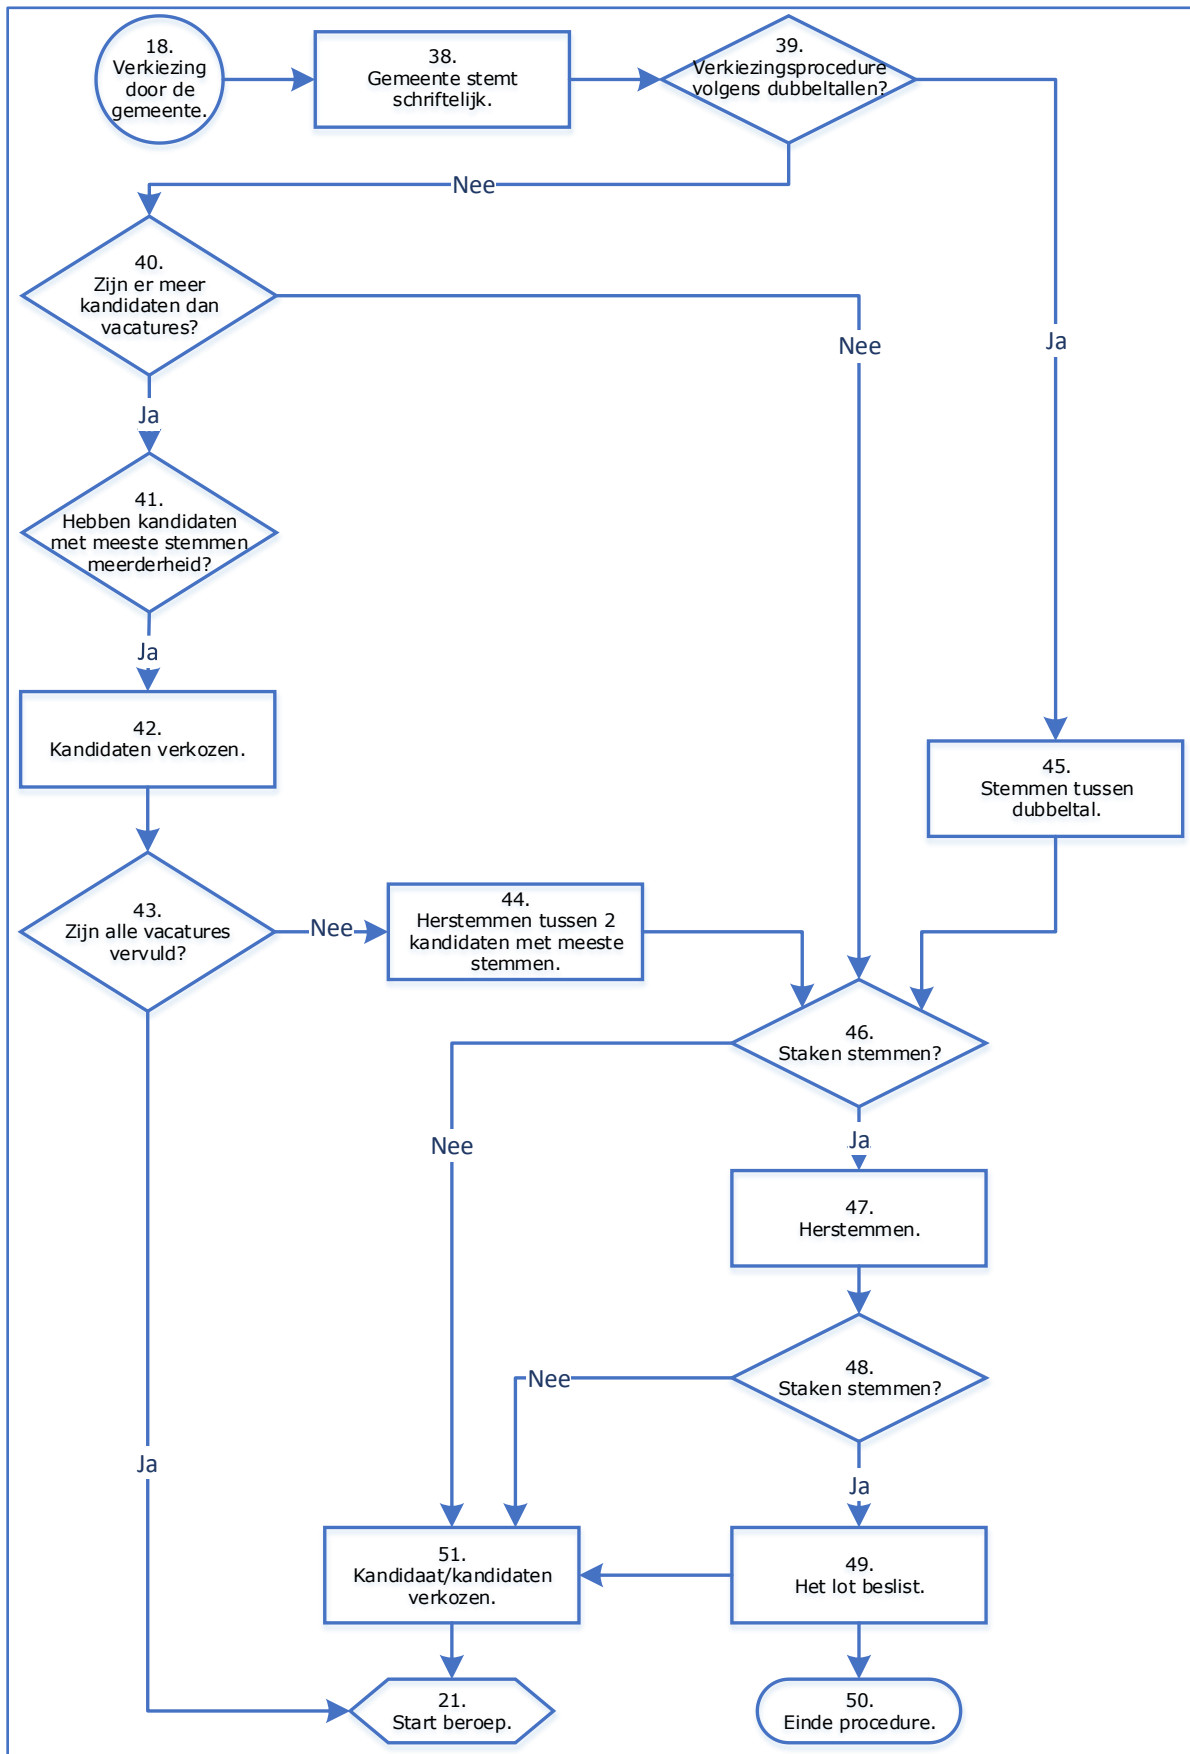 18.
Verkiezing
door de
gemeente.
38.
Gemeente stemt
schriftelijk.
39.
Verkiezingsprocedure
volgens dubbeltallen?
Nee
Ja
40.
Zijn er meer
kandidaten dan
vacatures?
Nee
Ja
41.
Hebben kandidaten
met meeste stemmen
meerderheid?
Ja
42.
Kandidaten verkozen.
45.
Stemmen tussen
dubbeltal.
43.
Zijn alle vacatures
vervuld?
Nee
44.
Herstemmen tussen 2
kandidaten met meeste
stemmen.
46.
Staken stemmen?
Nee
Ja
47.
Herstemmen.
48.
Staken stemmen?
Nee
Ja
Ja
51.
Kandidaat/kandidaten
verkozen.
49.
Het lot beslist.
21.
Start beroep.
50.
Einde procedure.